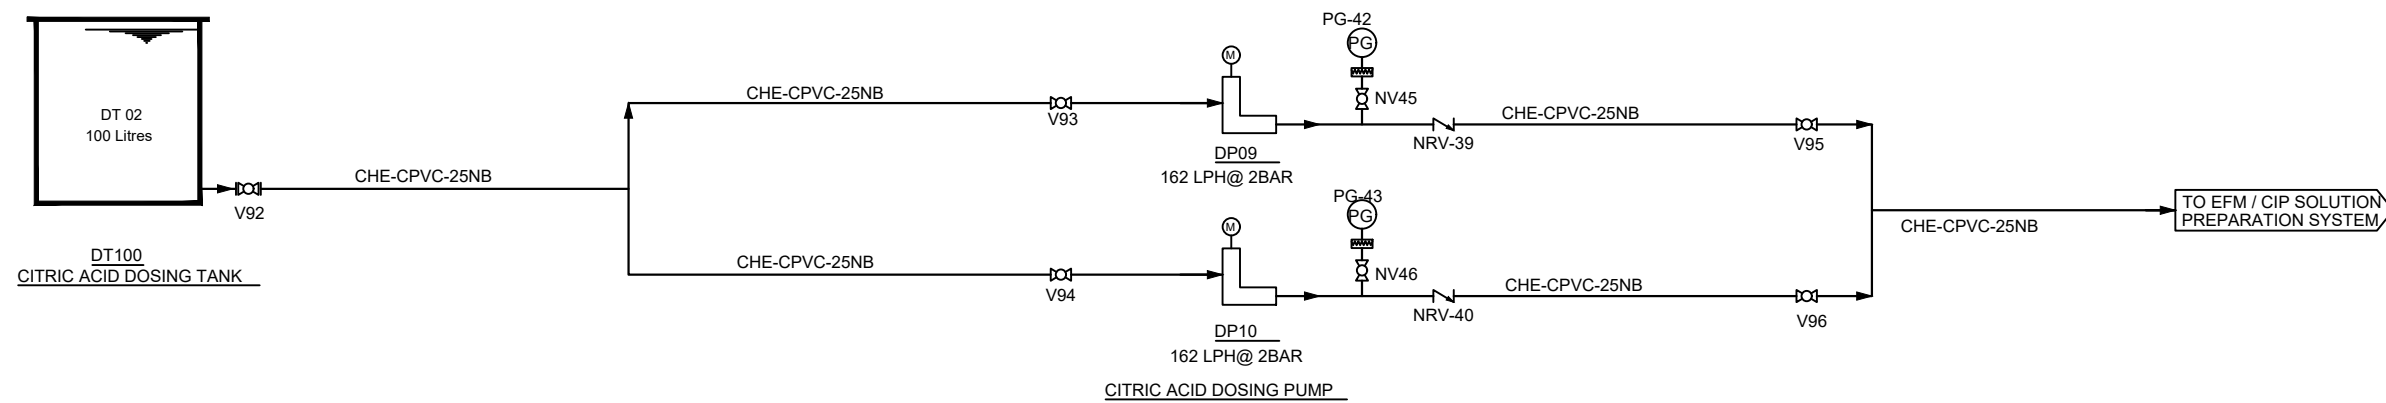 PG-42
PG
M
DT 02
100 Litres
CHE-CPVC-25NB
V93
NV45
CHE-CPVC-25NB
NRV-39
V95
DP09
162 LPH@ 2BAR
CHE-CPVC-25NB
V92
PG-43
PG
M
TO EFM / CIP SOLUTION
PREPARATION SYSTEM
CHE-CPVC-25NB
DT100
CITRIC ACID DOSING TANK
CHE-CPVC-25NB
V94
NV46
CHE-CPVC-25NB
NRV-40
V96
DP10
162 LPH@ 2BAR
CITRIC ACID DOSING PUMP